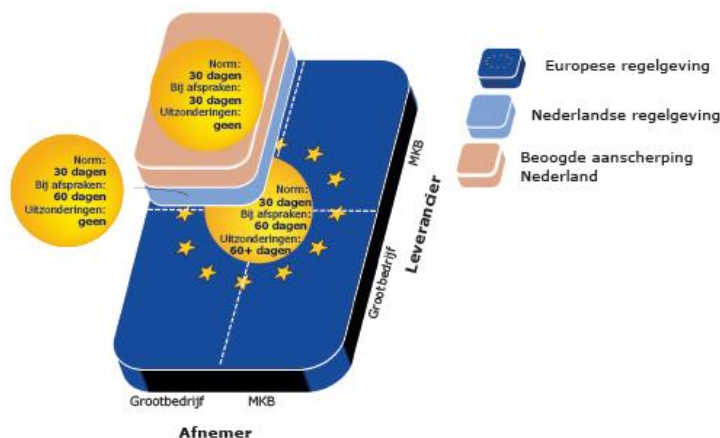 Norm:
30 dagen
Bij afspraken:
30 dagen
Uitzonderingen:
geen
Norm:
30 dagen
Bij afspraken:
60 dagen
Uitzonderingen:
geen
Norm:
30 dagen
Bij afspraken:
60 dagen
Uitzonderingen:
60+ dagen
MKB
Grootbedrijf
Leverancier
Grootbedrijf
MKB
Afnemer
Europese regelgeving
Nederlandse regelgeving
Beoogde aanscherping
Nederland